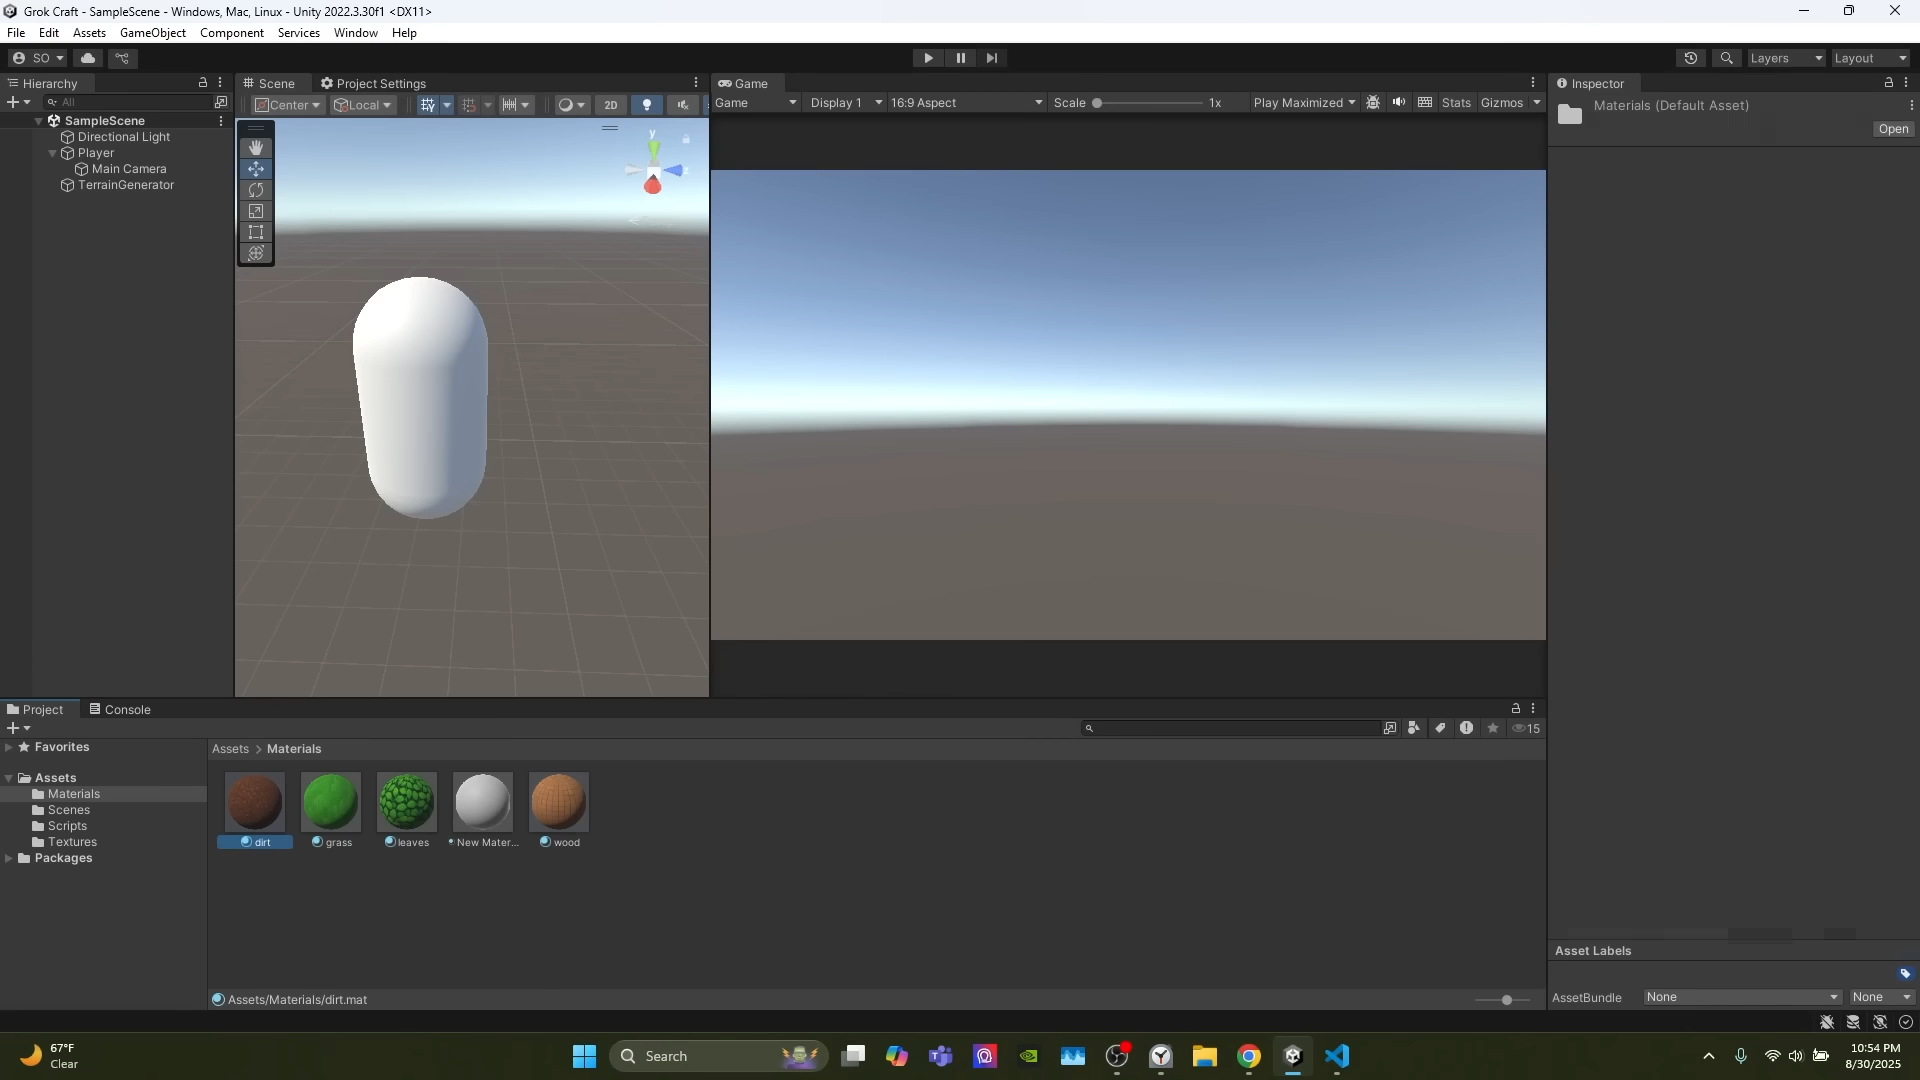 Grok Craft - SampleScene - Windows, Mac, Linux - Unity 2022.3.30f1 <DX11>
File Edit Assets GameObject Component Services Window Help
SO
Layers
Layout
Hierarchy
Scene
Project Settings
Game
Inspector
All
Center
Local
2D
Game
Display 1
16:9 Aspect
Scale
1x
Play Maximized
Stats
Gizmos
Materials (Default Asset)
Open
SampleScene
Directional Light
Player
Main Camera
TerrainGenerator
y
Project
Console
15
Favorites
Assets
Materials
Scenes
Scripts
Textures
Packages
Assets > Materials
dirt
grass
leaves
New Mater...
wood
Assets/Materials/dirt.mat
Asset Labels
AssetBundle
None
None
67°F
Clear
Search
10:54 PM
8/30/2025